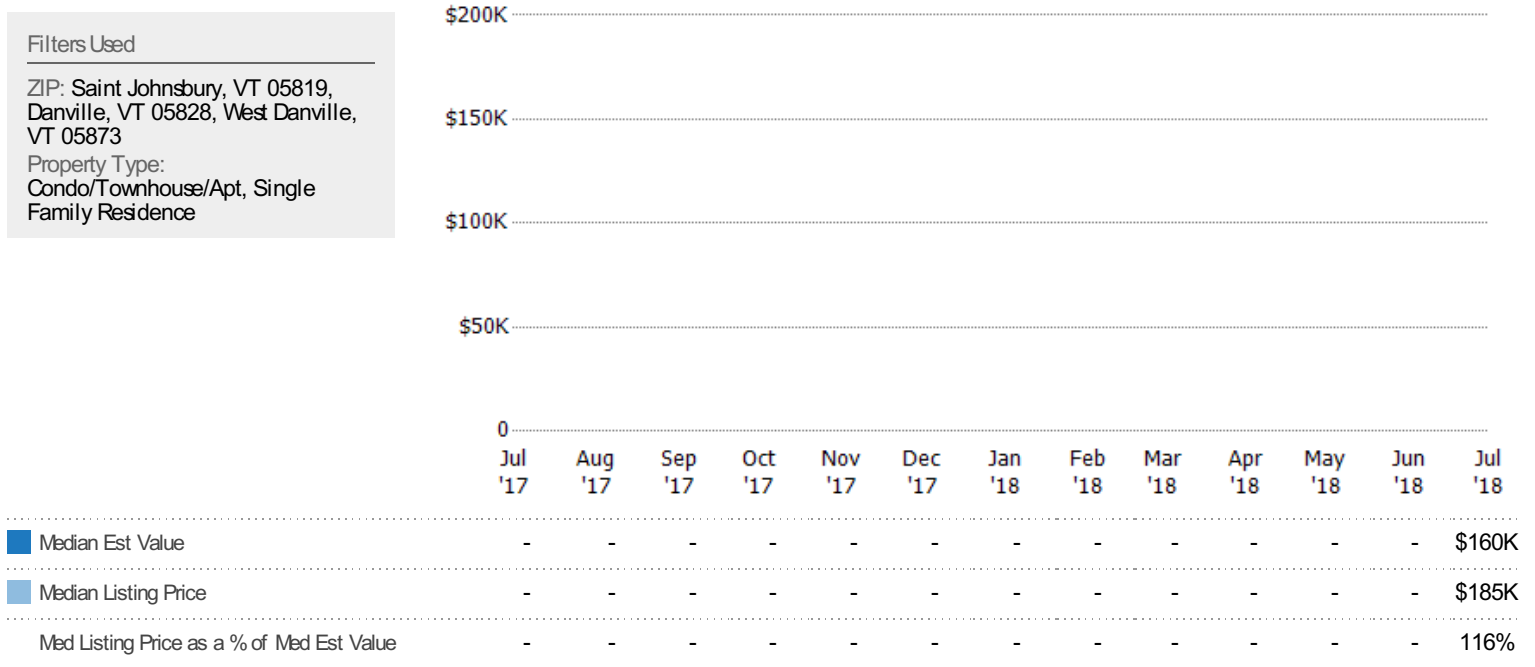 Filters Used
ZIP: Saint Johnsbury, VT 05819,
Danville, VT 05828, West Danville,
VT 05873
Property Type:
Condo/Townhouse/Apt, Single
Family Residence
$200K
$150K
$100K
$50K
0
Jul Aug Sep Oct Nov Dec Jan Feb Mar Apr May Jun Jul
'17 '17 '17 '17 '17 '17 '18 '18 '18 '18 '18 '18 '18
Median Est Value - - - - - - - - - - - - $160K
Median Listing Price - - - - - - - - - - - - $185K
Med Listing Price as a % of Med Est Value - - - - - - - - - - - - 116%